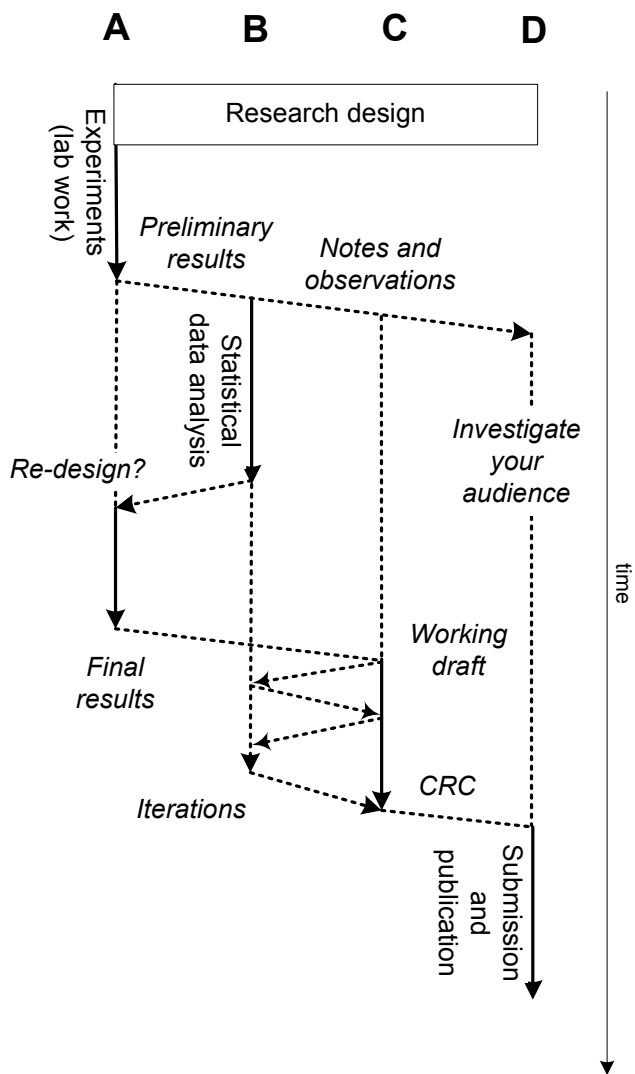 A B C D
Research design
Experiments
(lab work)
Preliminary
results
Notes and
observations
Statistical
data analysis
Investigate
your
audience
Re-design?
time
Working
draft
Final
results
CRC
Iterations
Submission
and
publication